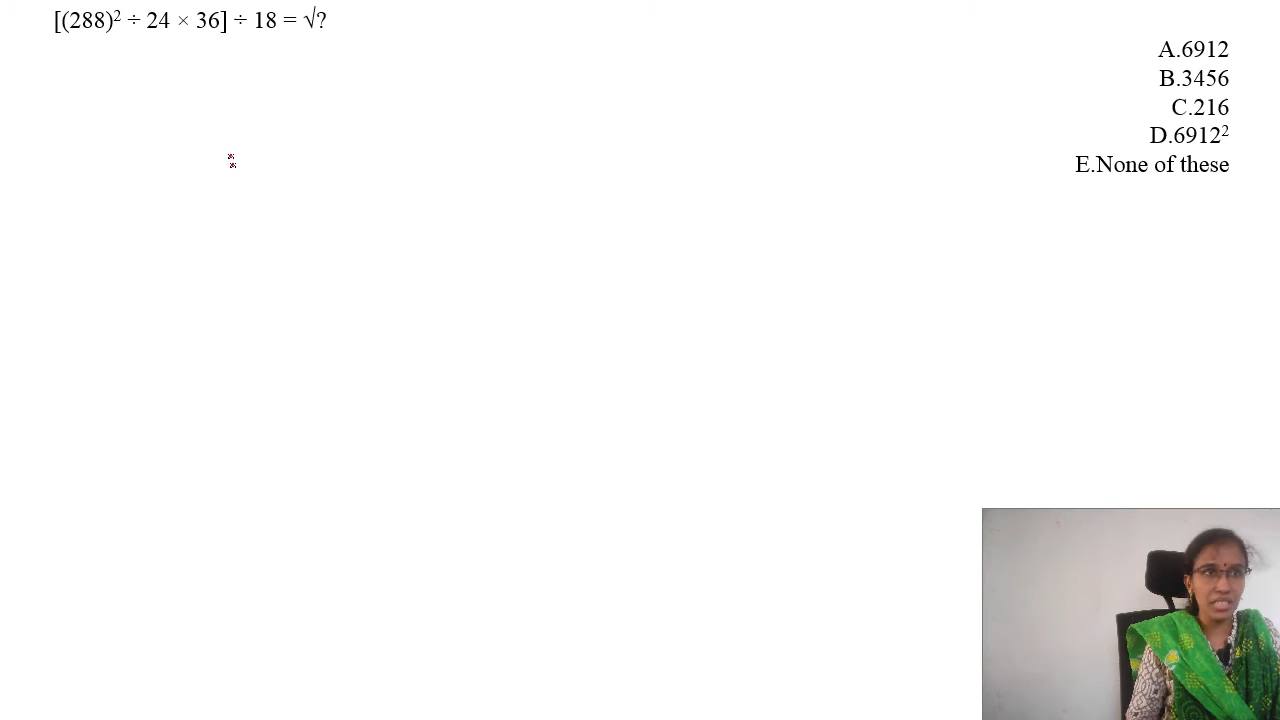 [(288)² ÷ 24 × 36] ÷ 18 = √?
A.6912
B.3456
C.216
D.6912²
E.None of these